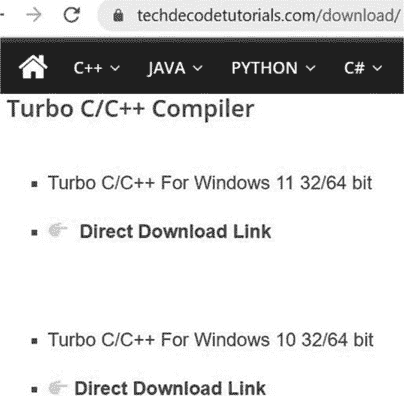 techdecodetutorials.com/download/
C++ JAVA PYTHON C#
Turbo C/C++ Compiler
Turbo C/C++ For Windows 11 32/64 bit
Direct Download Link
Turbo C/C++ For Windows 10 32/64 bit
Direct Download Link